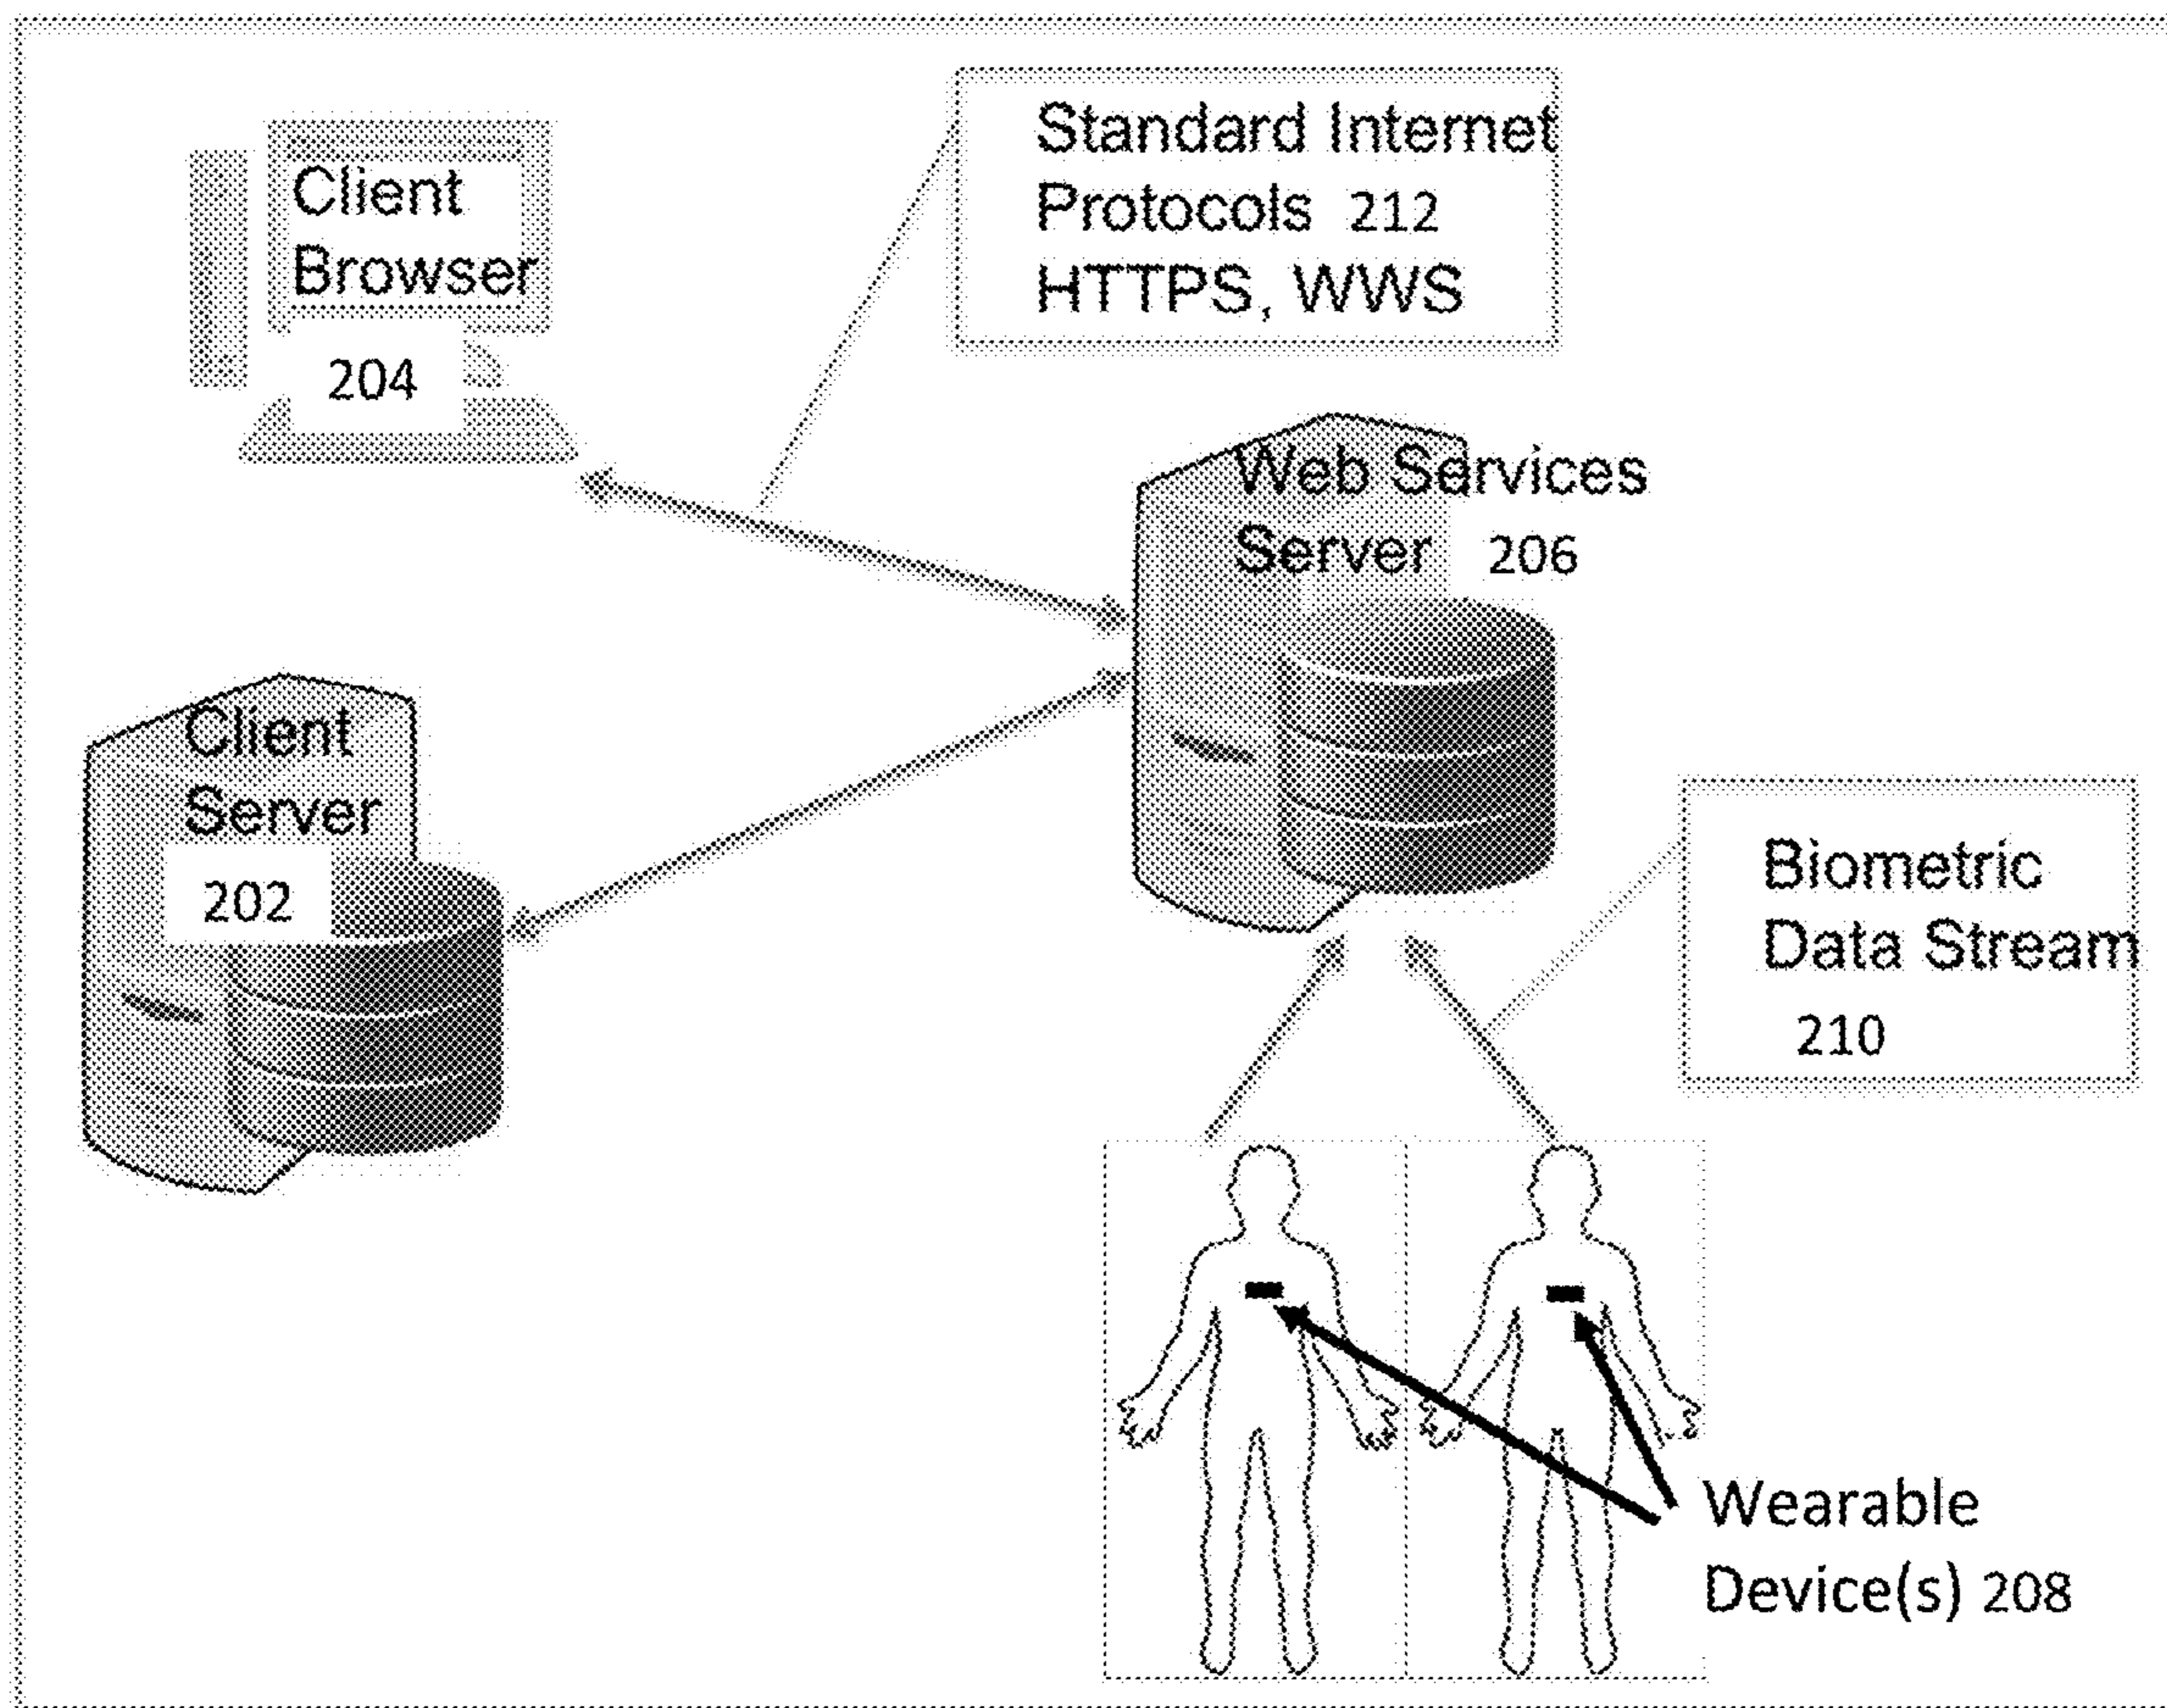 Client
Browser
204
Standard Internet
Protocols 212
HTTPS, WWS
Web Services
Server 206
Client
Server
202
Biometric
Data Stream
210
Wearable
Device(s) 208